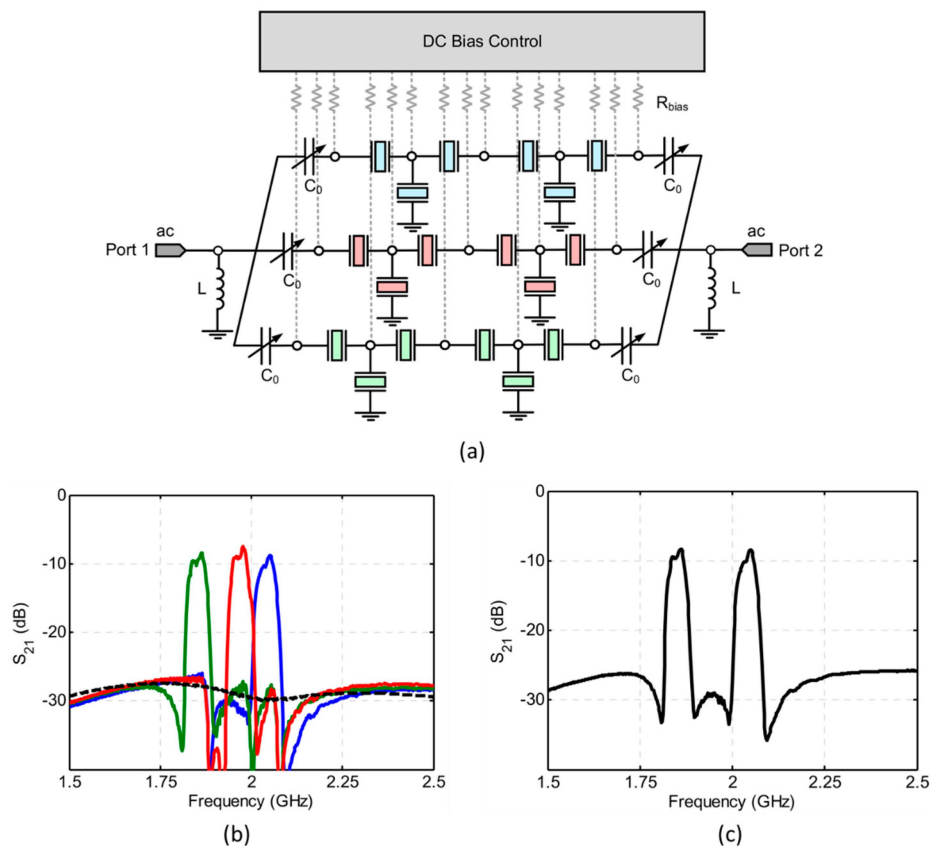 DC Bias Control
R_bias
C₀
C₀
ac
ac
Port 1
Port 2
C₀
C₀
L
L
C₀
C₀
(a)
0
-10
-20
-30
S₂₁ (dB)
1.5
1.75
2
2.25
2.5
Frequency (GHz)
(b)
0
-10
-20
-30
S₂₁ (dB)
1.5
1.75
2
2.25
2.5
Frequency (GHz)
(c)